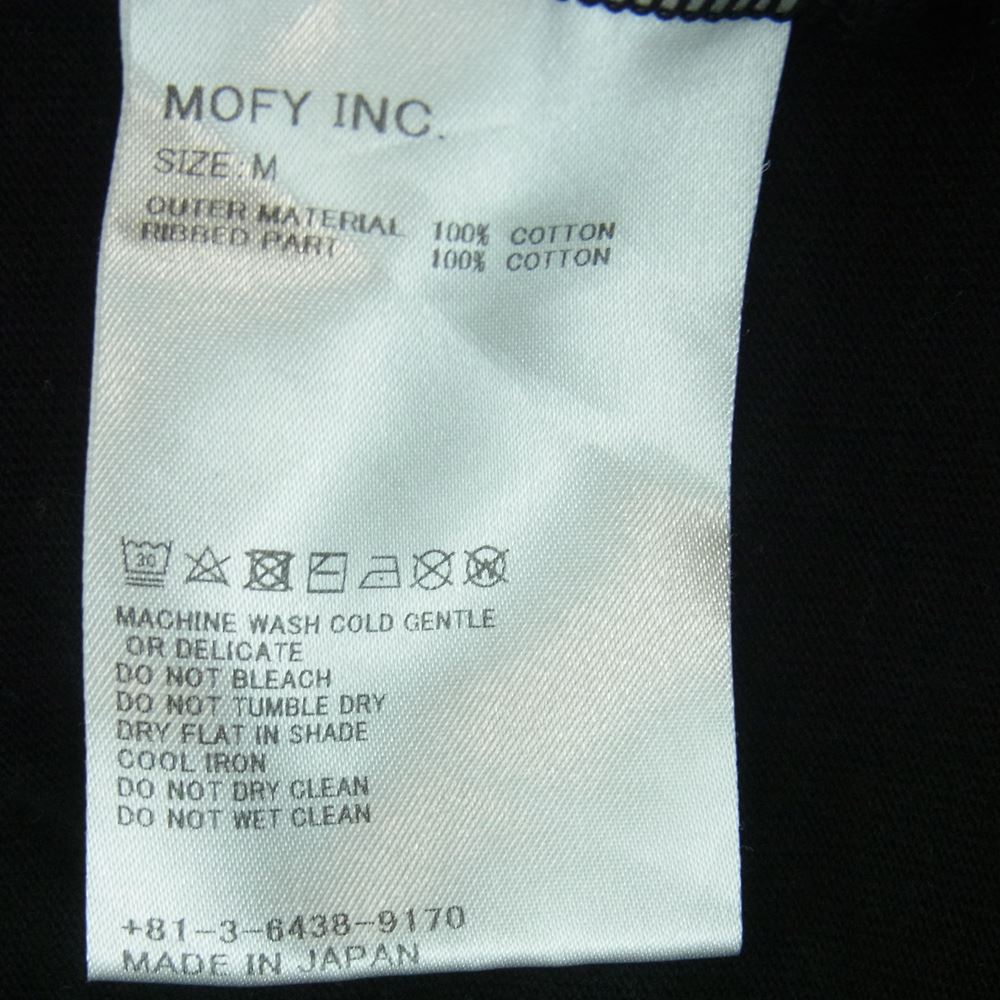 MOFY INC.
SIZE:M
OUTER MATERIAL 100% COTTON
RIBBED PART 100% COTTON
30
W
MACHINE WASH COLD GENTLE
OR DELICATE
DO NOT BLEACH
DO NOT TUMBLE DRY
DRY FLAT IN SHADE
COOL IRON
DO NOT DRY CLEAN
DO NOT WET CLEAN
+81-3-6438-9170
MADE IN JAPAN